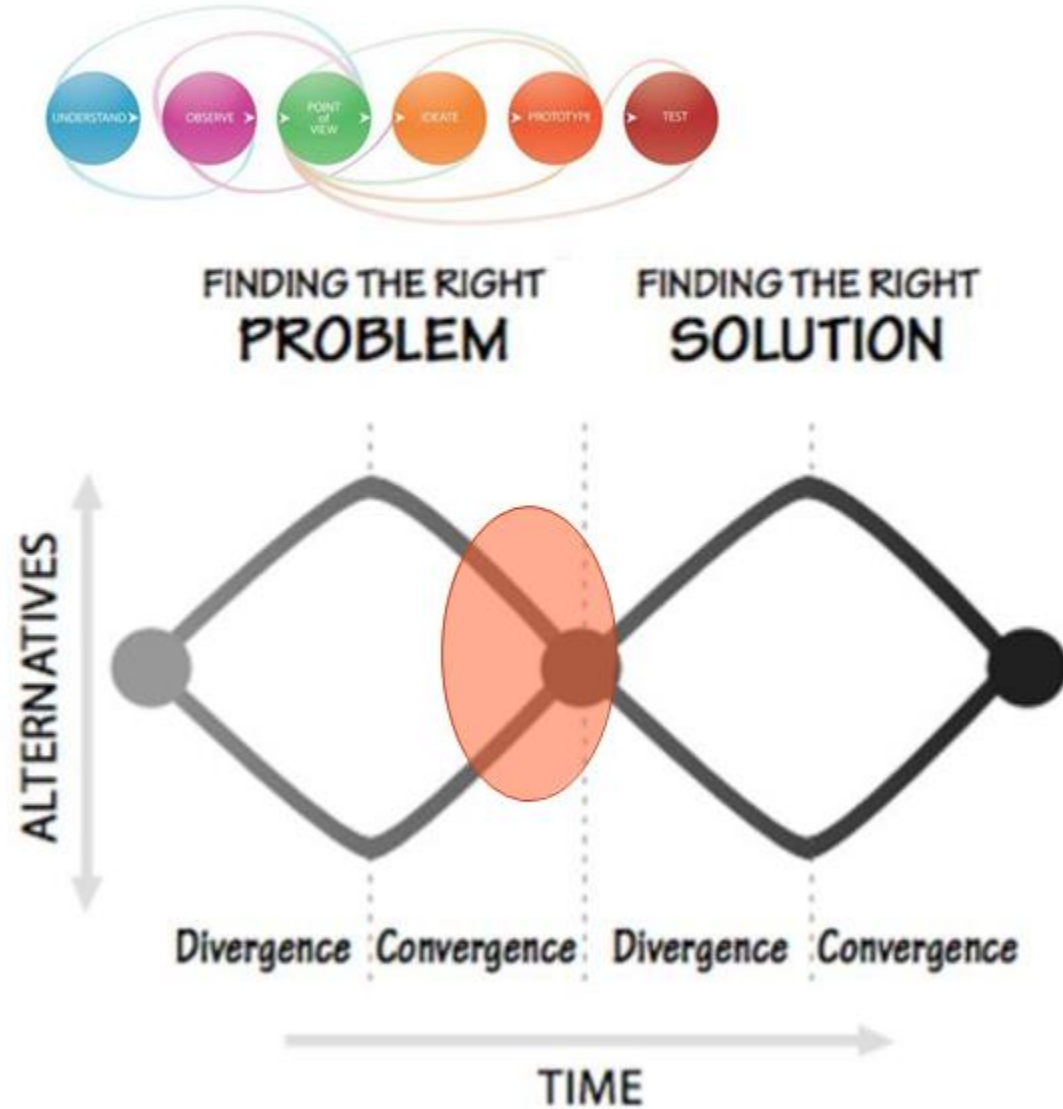 UNDERSTAND
OBSERVE
POINT
of
VIEW
IDEATE
PROTOTYPE
TEST
FINDING THE RIGHT
PROBLEM
FINDING THE RIGHT
SOLUTION
ALTERNATIVES
Divergence
Convergence
Divergence
Convergence
TIME